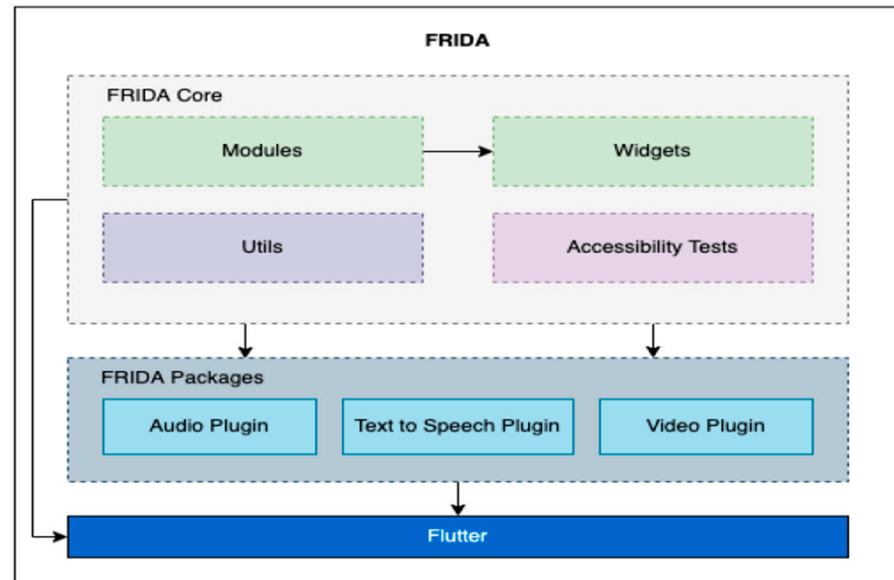 FRIDA
FRIDA Core
Modules
Widgets
Utils
Accessibility Tests
FRIDA Packages
Audio Plugin
Text to Speech Plugin
Video Plugin
Flutter